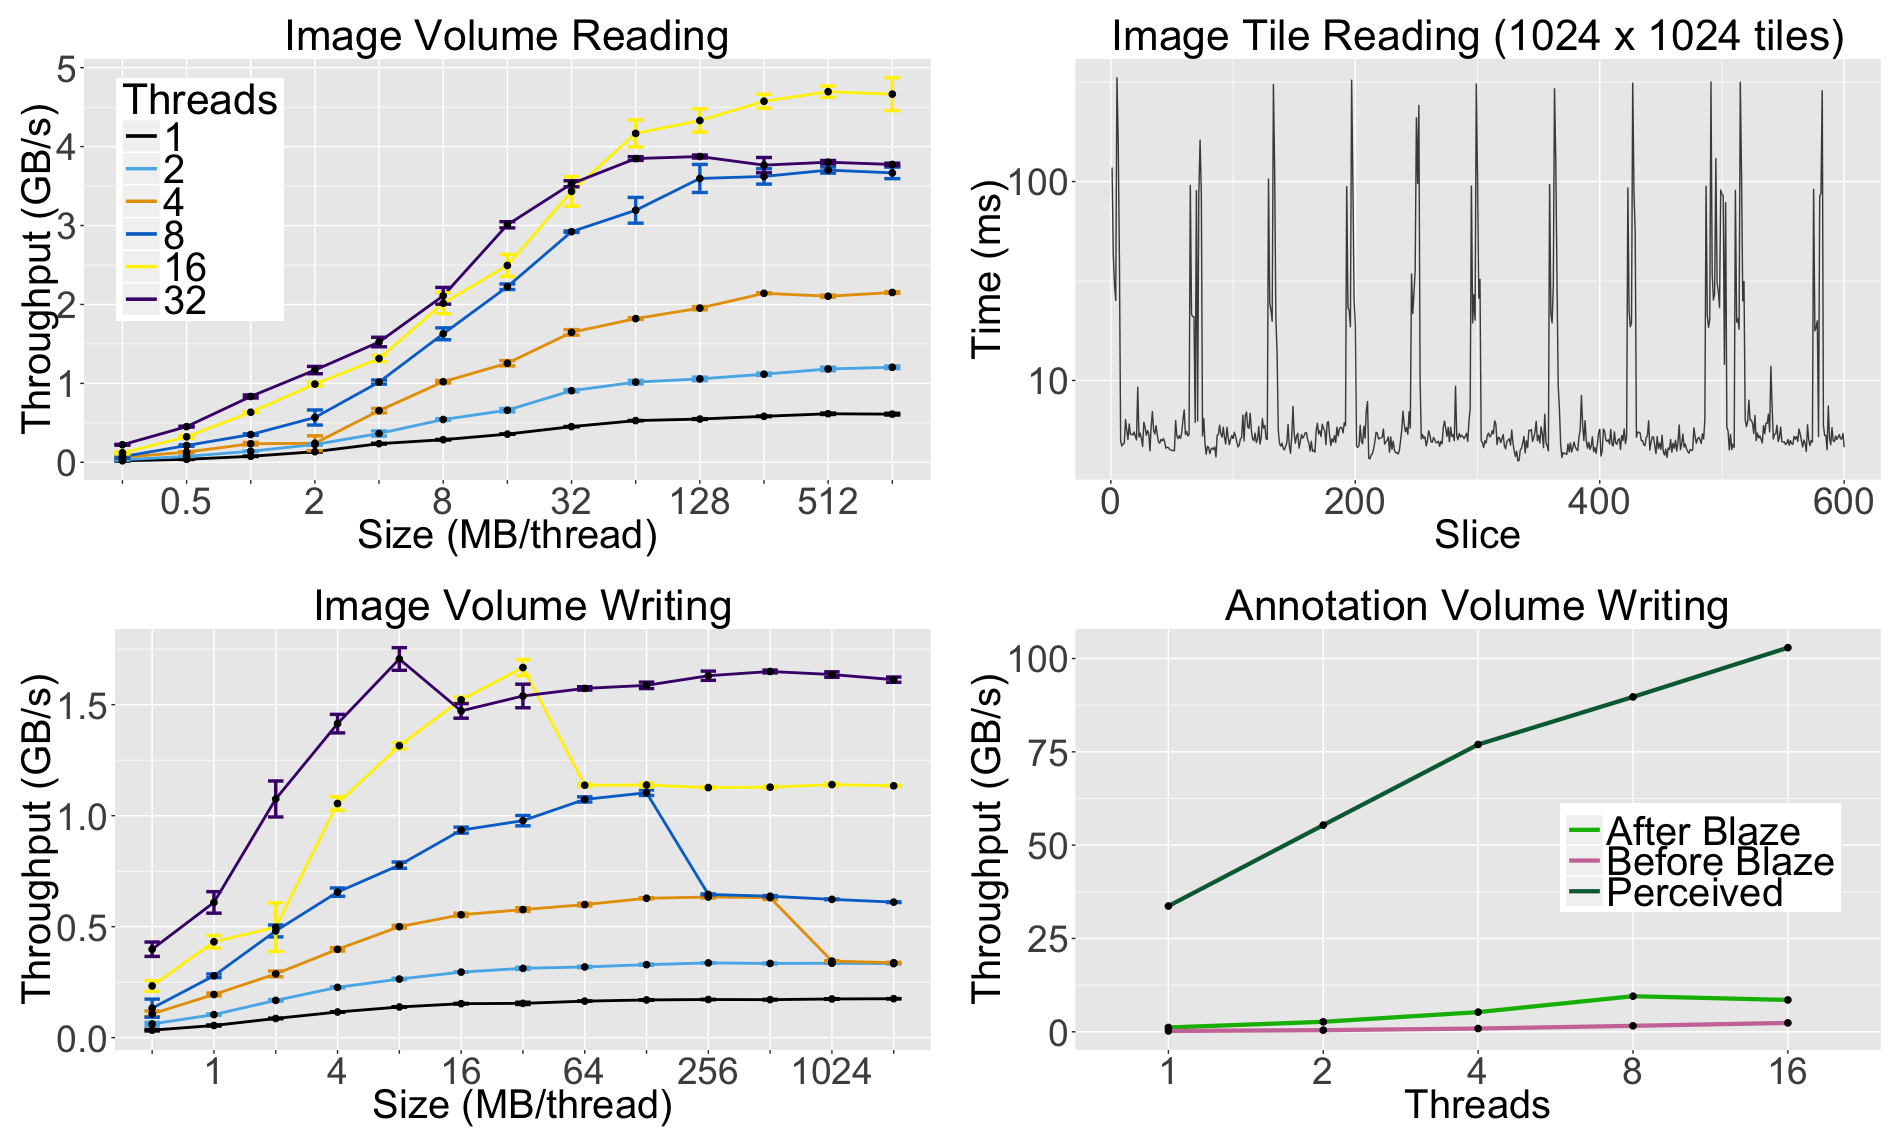 Image Volume Reading
Throughput (GB/s)
5
4
3
2
1
0
Threads
1
2
4
8
16
32
0.5 2 8 32 128 512
Size (MB/thread)
Image Tile Reading (1024 x 1024 tiles)
Time (ms)
100
10
0 200 400 600
Slice
Image Volume Writing
Throughput (GB/s)
1.5
1.0
0.5
0.0
1 4 16 64 256 1024
Size (MB/thread)
Annotation Volume Writing
Throughput (GB/s)
100
75
50
25
0
After Blaze
Before Blaze
Perceived
1 2 4 8 16
Threads